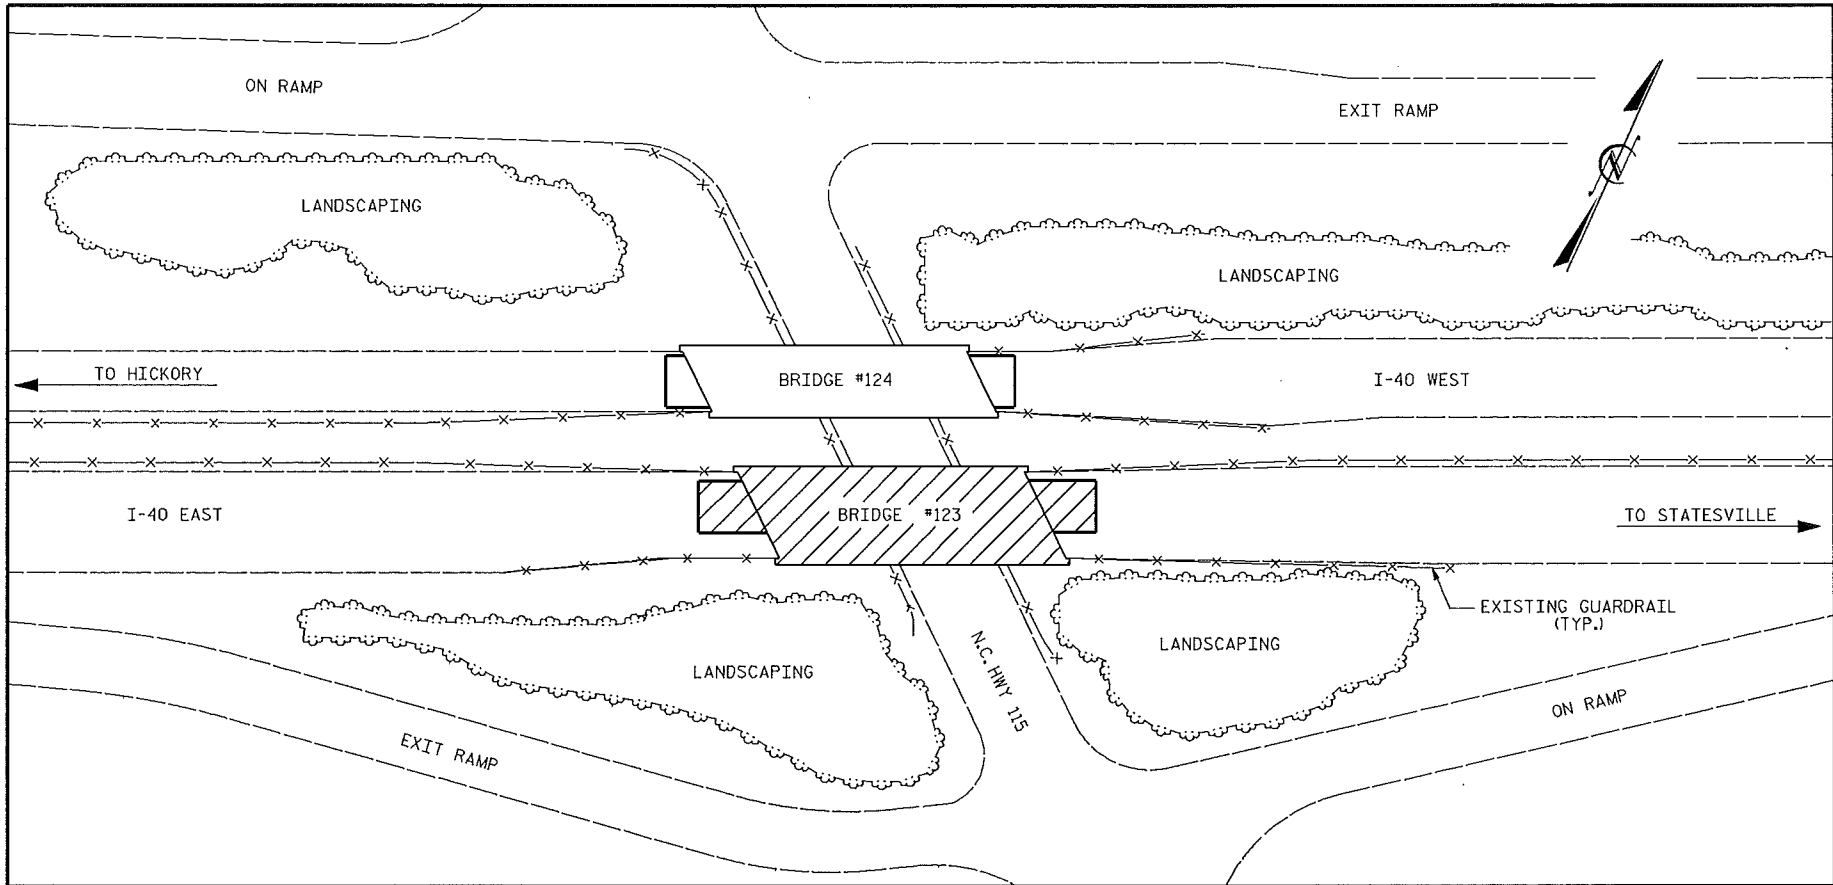 ON RAMP
EXIT RAMP
N
LANDSCAPING
LANDSCAPING
TO HICKORY
BRIDGE #124
I-40 WEST
I-40 EAST
BRIDGE #123
TO STATESVILLE
EXISTING GUARDRAIL
(TYP.)
LANDSCAPING
LANDSCAPING
N.C. HWY 115
EXIT RAMP
ON RAMP